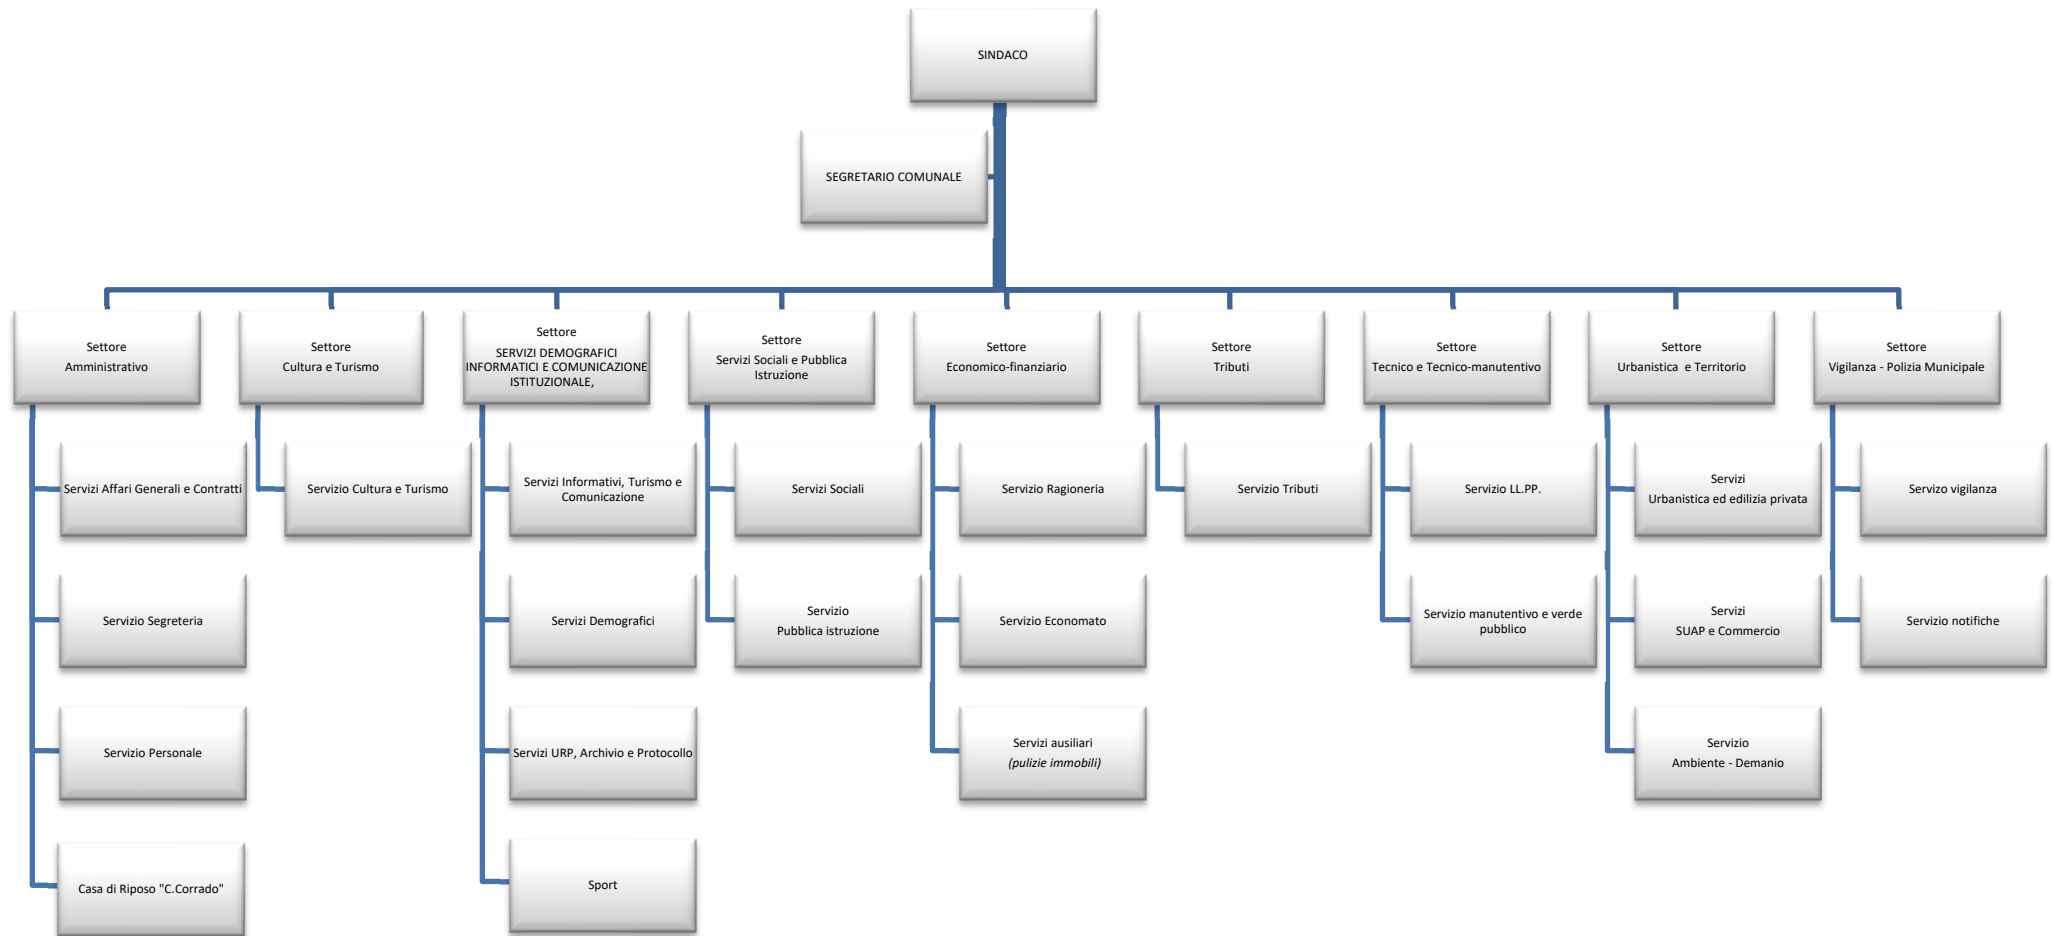 SINDACO
SEGRETARIO COMUNALE
Settore
Amministrativo
Settore
Cultura e Turismo
Settore
SERVIZI DEMOGRAFICI
INFORMATICI E COMUNICAZIONE
ISTITUZIONALE,
Settore
Servizi Sociali e Pubblica
Istruzione
Settore
Economico-finanziario
Settore
Tributi
Settore
Tecnico e Tecnico-manutentivo
Settore
Urbanistica e Territorio
Settore
Vigilanza - Polizia Municipale
Servizi Affari Generali e Contratti
Servizio Cultura e Turismo
Servizi Informativi, Turismo e
Comunicazione
Servizi Sociali
Servizio Ragioneria
Servizio Tributi
Servizio LL.PP.
Servizi
Urbanistica ed edilizia privata
Servizo vigilanza
Servizio Segreteria
Servizi Demografici
Servizio
Pubblica istruzione
Servizio Economato
Servizio manutentivo e verde
pubblico
Servizi
SUAP e Commercio
Servizio notifiche
Servizio Personale
Servizi URP, Archivio e Protocollo
Servizi ausiliari
(pulizie immobili)
Servizio
Ambiente - Demanio
Casa di Riposo "C.Corrado"
Sport